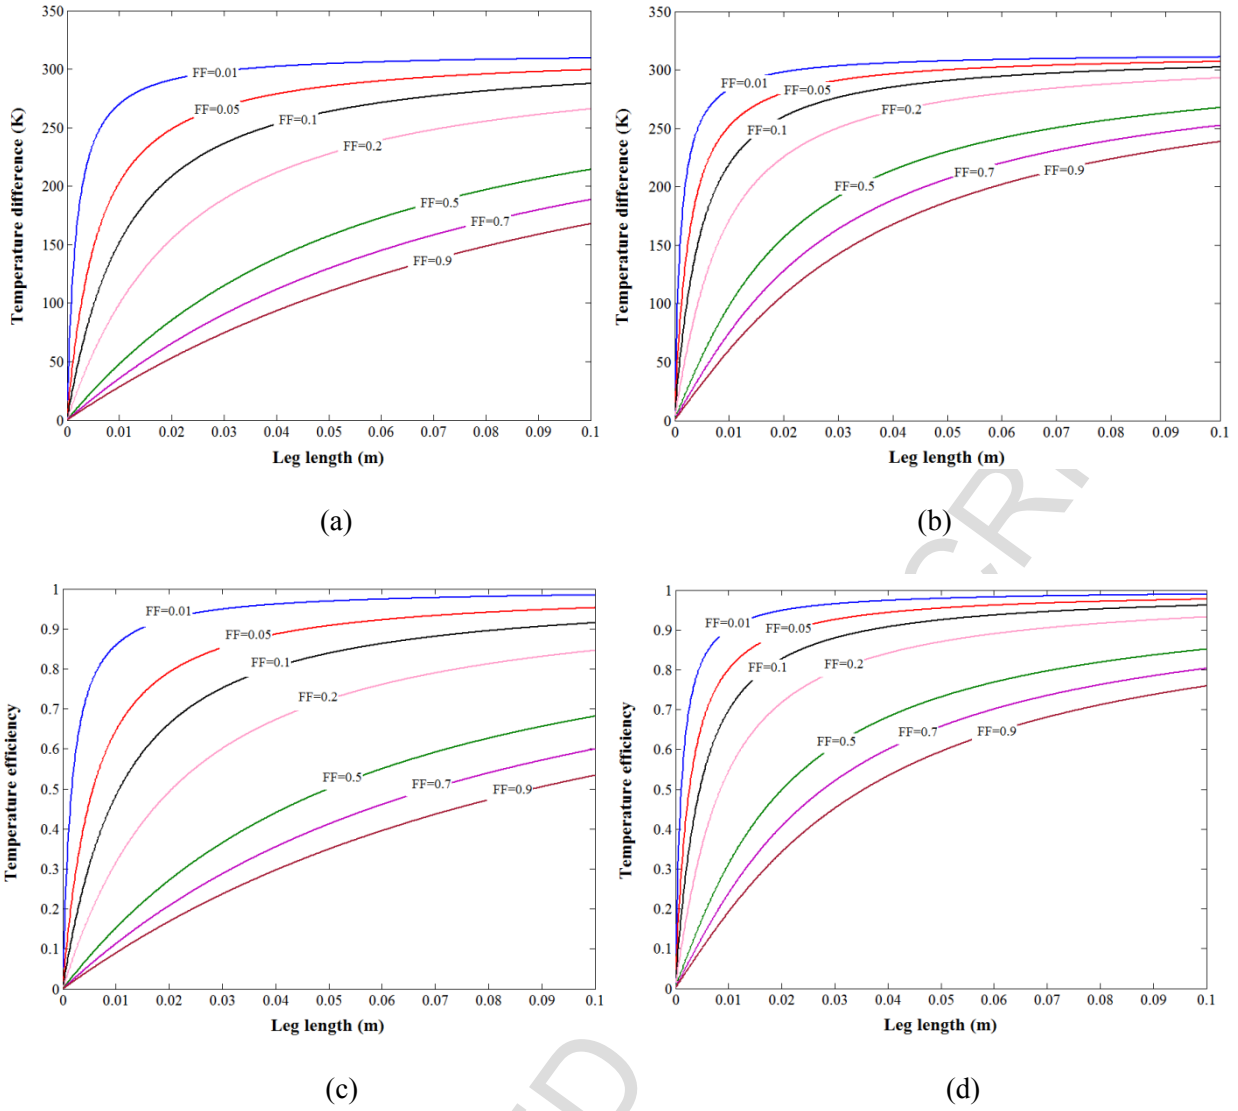 350
300
250
200
150
100
50
0
Temperature difference (K)
FF=0.01
FF=0.05
FF=0.1
FF=0.2
FF=0.5
FF=0.7
FF=0.9
0 0.01 0.02 0.03 0.04 0.05 0.06 0.07 0.08 0.09 0.1
Leg length (m)
(a)
350
300
250
200
150
100
50
0
Temperature difference (K)
FF=0.01
FF=0.05
FF=0.1
FF=0.2
FF=0.5
FF=0.7
FF=0.9
0 0.01 0.02 0.03 0.04 0.05 0.06 0.07 0.08 0.09 0.1
Leg length (m)
(b)
1
0.9
0.8
0.7
0.6
0.5
0.4
0.3
0.2
0.1
0
Temperature efficiency
FF=0.01
FF=0.05
FF=0.1
FF=0.2
FF=0.5
FF=0.7
FF=0.9
0 0.01 0.02 0.03 0.04 0.05 0.06 0.07 0.08 0.09 0.1
Leg length (m)
(c)
1
0.9
0.8
0.7
0.6
0.5
0.4
0.3
0.2
0.1
0
Temperature efficiency
FF=0.01
FF=0.05
FF=0.1
FF=0.2
FF=0.5
FF=0.7
FF=0.9
0 0.01 0.02 0.03 0.04 0.05 0.06 0.07 0.08 0.09 0.1
Leg length (m)
(d)